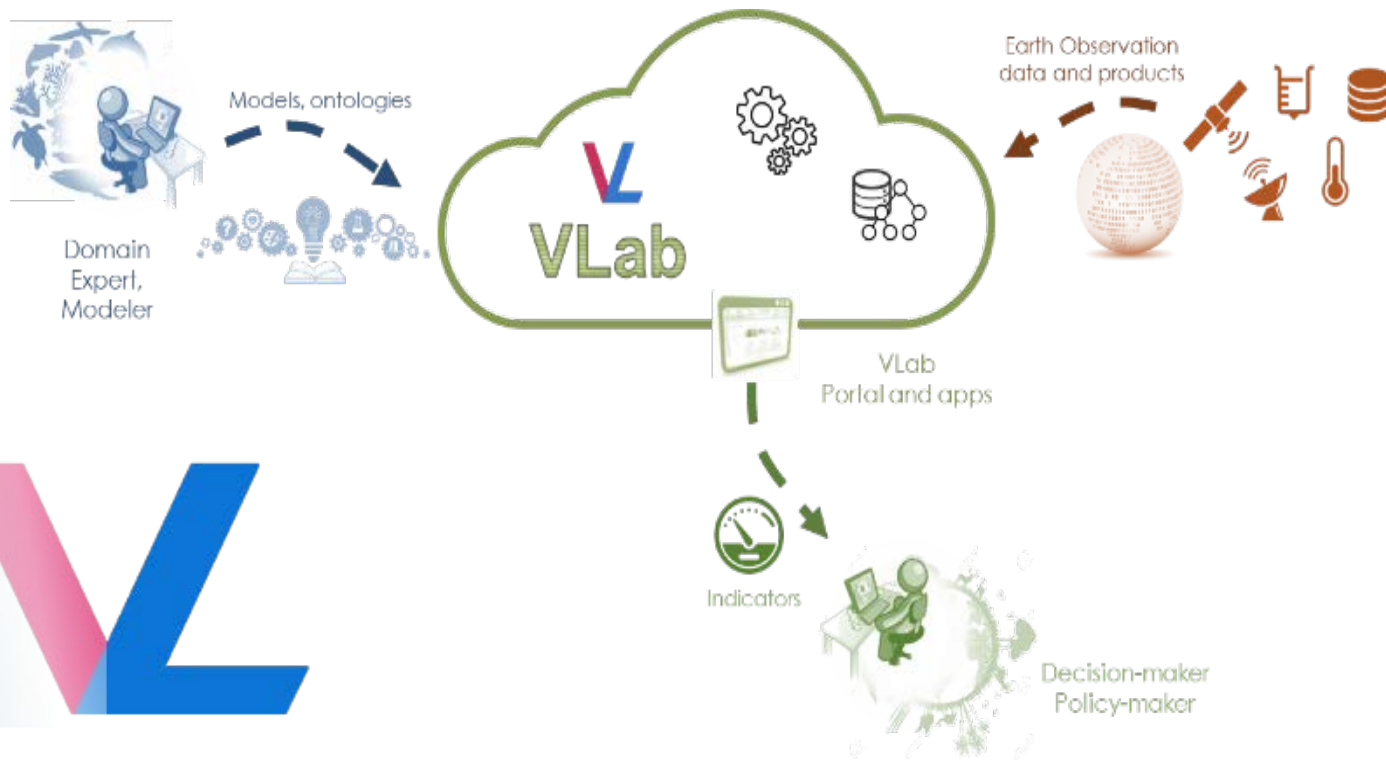 Models, ontologies
Domain
Expert,
Modeler
VL
VLab
Earth Observation
data and products
VLab
Portal and apps
Indicators
Decision-maker
Policy-maker
VL